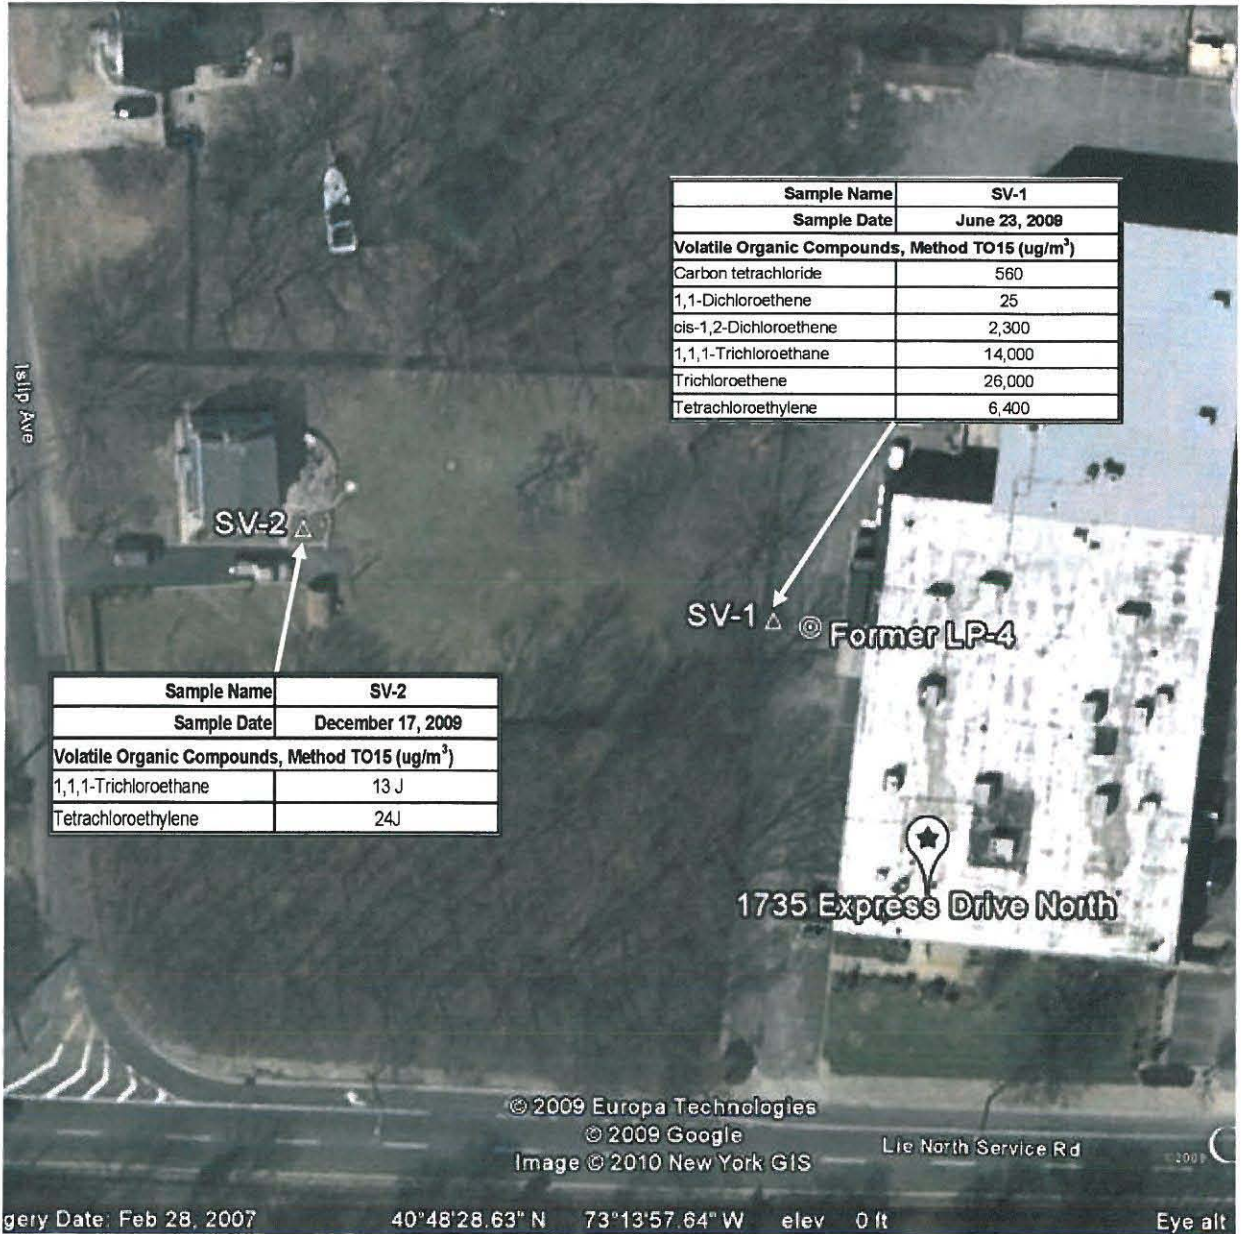 Sample Name SV-1
Sample Date June 23, 2009
Volatile Organic Compounds, Method TO15 (ug/m³)
Carbon tetrachloride 560
1,1-Dichloroethene 25
cis-1,2-Dichloroethene 2,300
1,1,1-Trichloroethane 14,000
Trichloroethene 26,000
Tetrachloroethylene 6,400
Islip Ave
SV-2
SV-1
Former LP-4
Sample Name SV-2
Sample Date December 17, 2009
Volatile Organic Compounds, Method TO15 (ug/m³)
1,1,1-Trichloroethane 13 J
Tetrachloroethylene 24J
1735 Express Drive North
© 2009 Europa Technologies
© 2009 Google
Image © 2010 New York GIS
Lie North Service Rd
©2009
gery Date: Feb 28, 2007 40°48'28.63" N 73°13'57.64" W elev 0 ft Eye alt